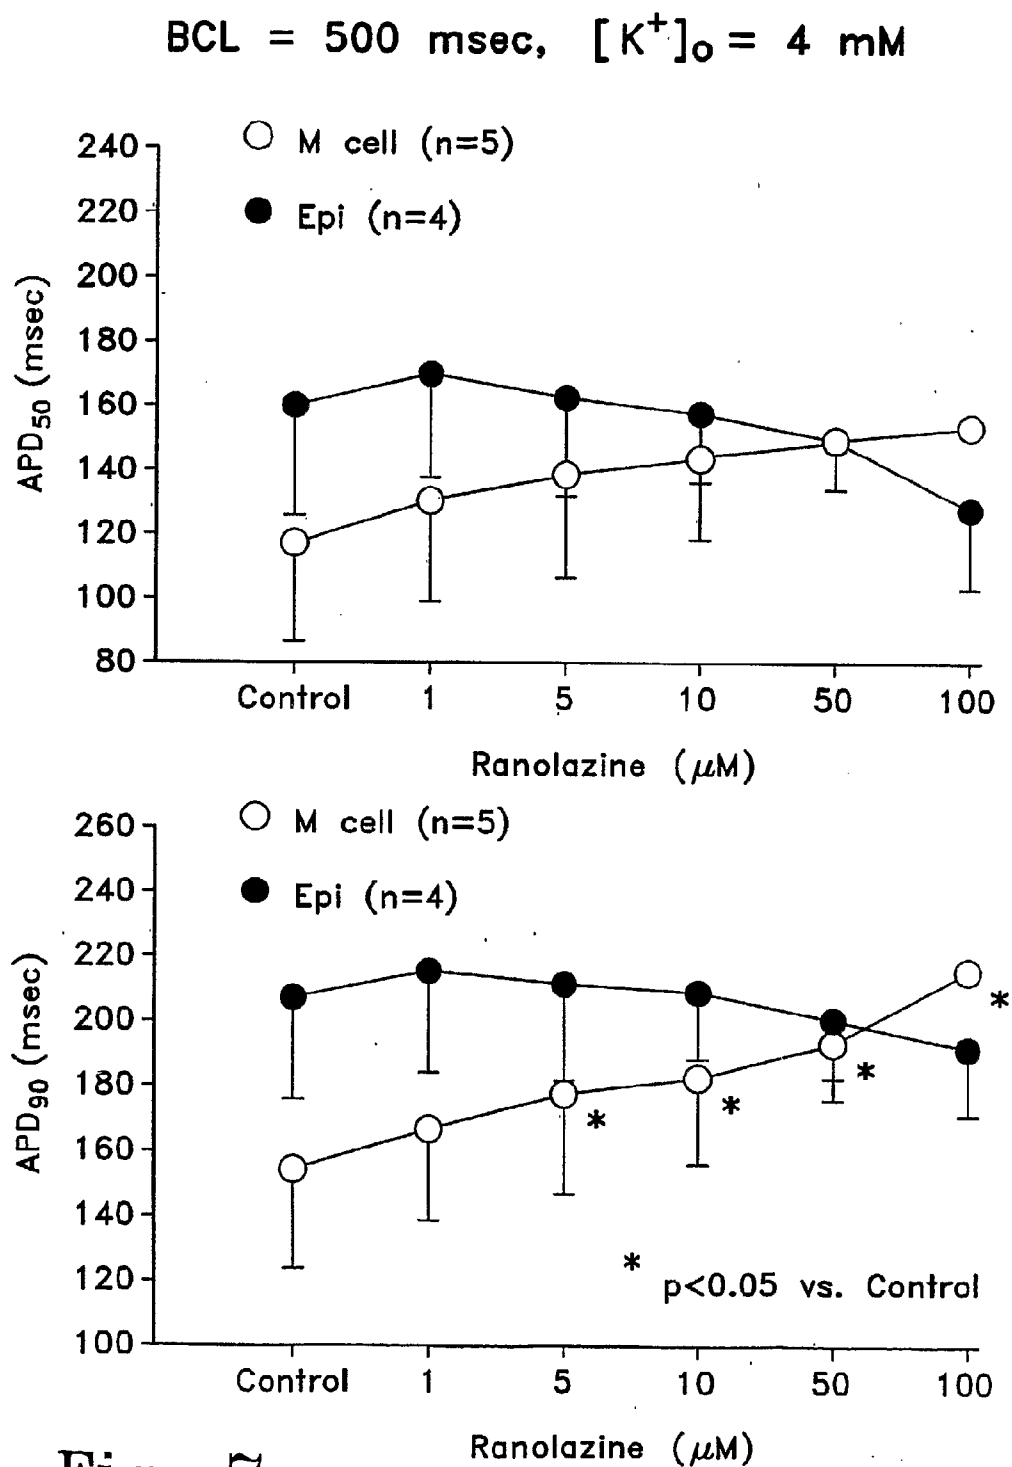 BCL = 500 msec, [K+]o = 4 mM
M cell (n=5)
Epi (n=4)
APD50 (msec)
240
220
200
180
160
140
120
100
80
Control 1 5 10 50 100
Ranolazine (μM)
M cell (n=5)
Epi (n=4)
APD90 (msec)
260
240
220
200
180
160
140
120
100
*
*
*
*
* p<0.05 vs. Control
Control 1 5 10 50 100
Ranolazine (μM)